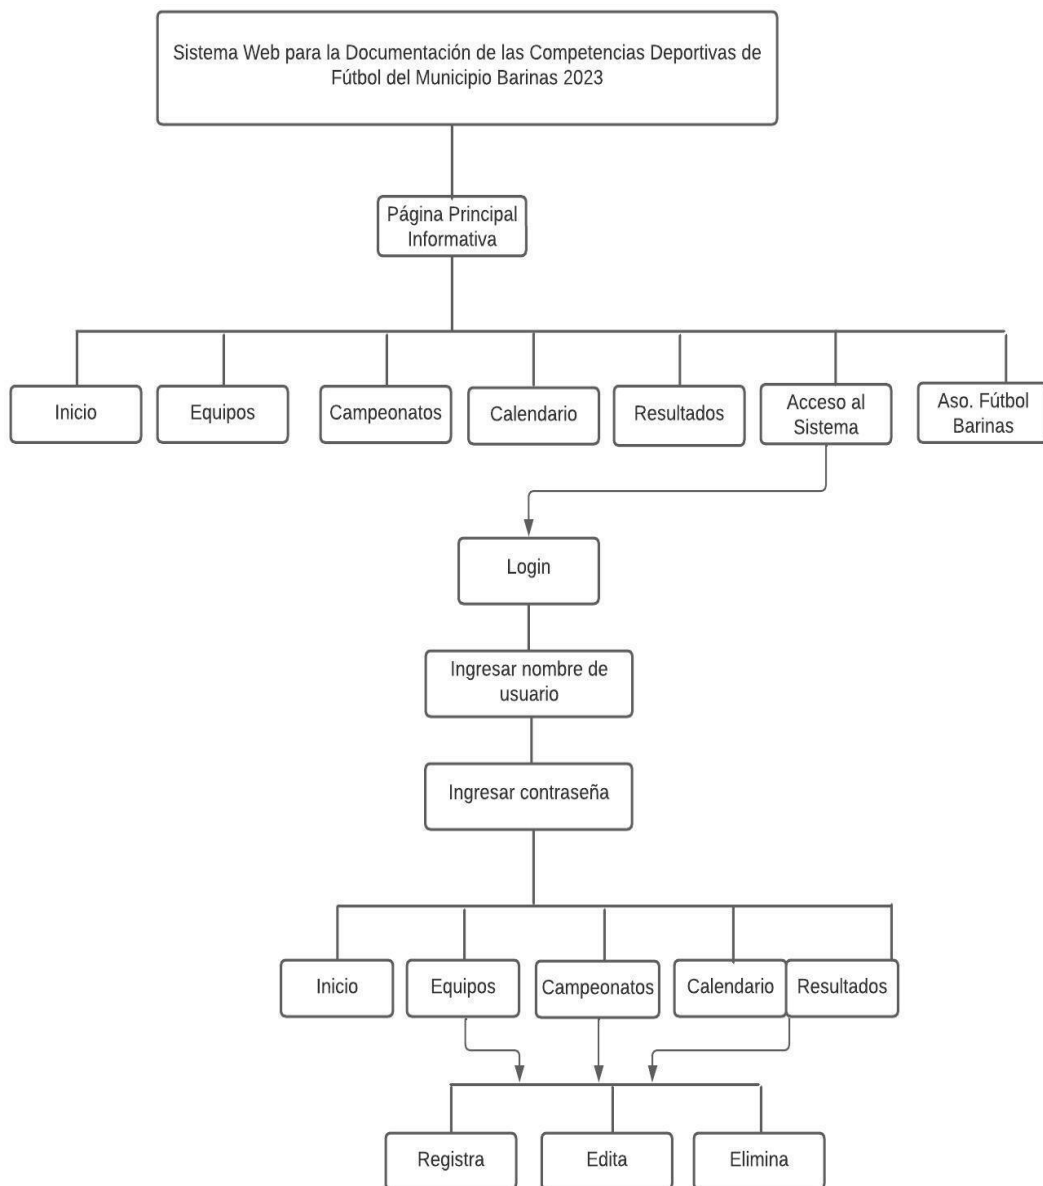 Sistema Web para la Documentación de las Competencias Deportivas de
Fútbol del Municipio Barinas 2023
Página Principal
Informativa
Inicio
Equipos
Campeonatos
Calendario
Resultados
Acceso al
Sistema
Aso. Fútbol
Barinas
Login
Ingresar nombre de
usuario
Ingresar contraseña
Inicio
Equipos
Campeonatos
Calendario
Resultados
Registra
Edita
Elimina